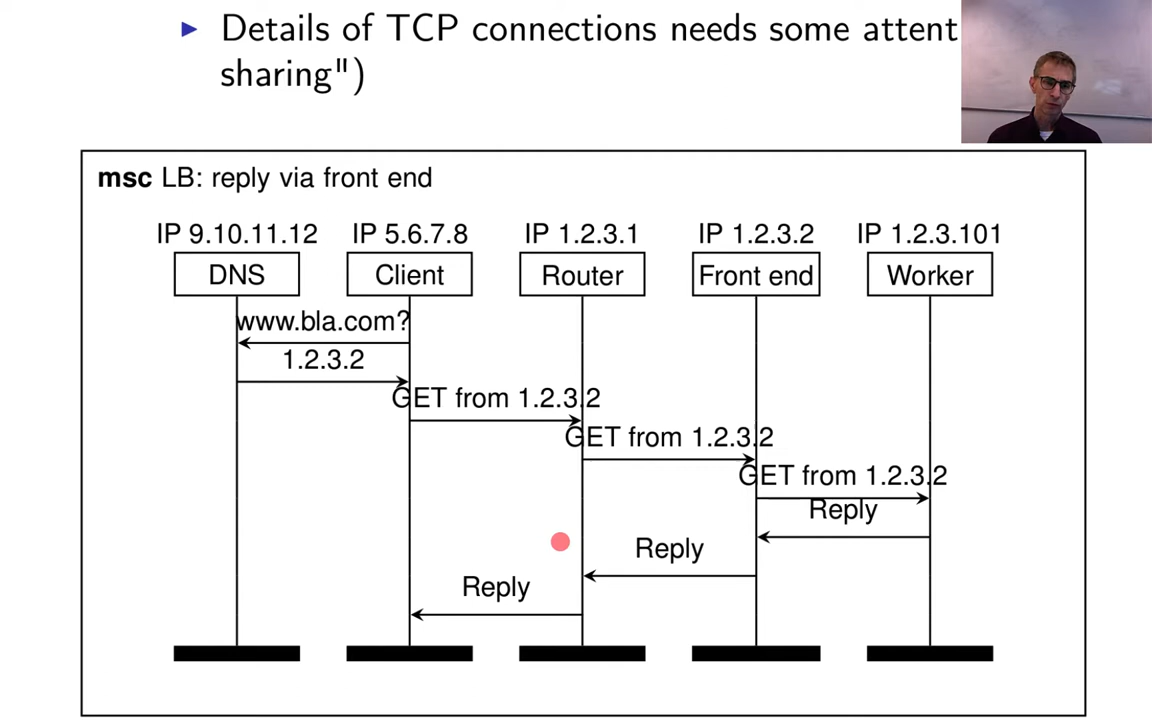 Details of TCP connections needs some attent
sharing")
msc LB: reply via front end
IP 9.10.11.12 IP 5.6.7.8 IP 1.2.3.1 IP 1.2.3.2 IP 1.2.3.101
DNS Client Router Front end Worker
www.bla.com?
1.2.3.2
GET from 1.2.3.2
GET from 1.2.3.2
GET from 1.2.3.2
Reply
Reply
Reply